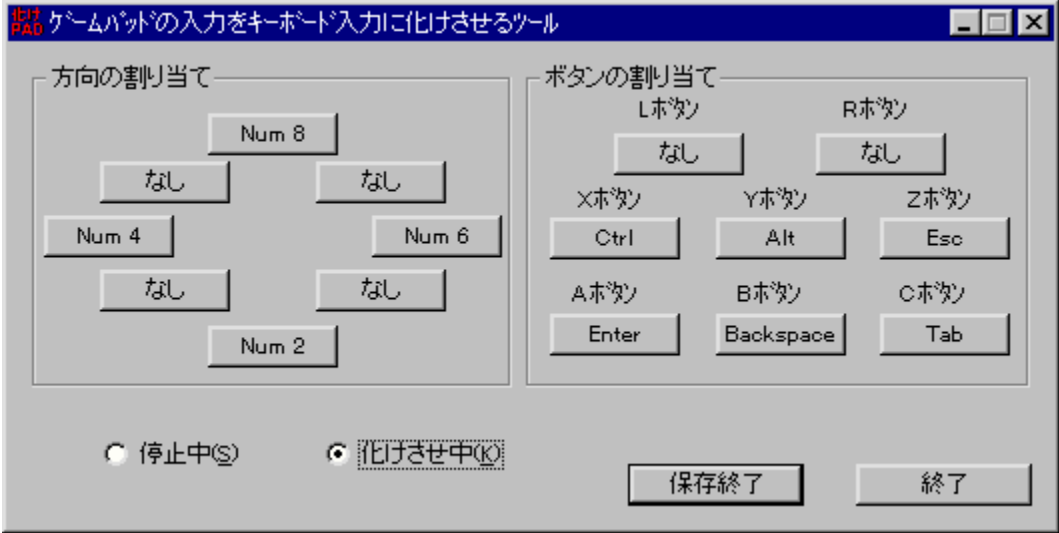 化け
PAD
ｹﾞｰﾑﾊﾟｯﾄﾞの入力をｷｰﾎﾞｰﾄﾞ入力に化けさせるﾂｰﾙ
方向の割り当て
Num 8
なし
なし
Num 4
Num 6
なし
なし
Num 2
ボタンの割り当て
Lﾎﾞﾀﾝ
Rﾎﾞﾀﾝ
なし
なし
Xﾎﾞﾀﾝ
Yﾎﾞﾀﾝ
Zﾎﾞﾀﾝ
Ctrl
Alt
Esc
Aﾎﾞﾀﾝ
Bﾎﾞﾀﾝ
Cﾎﾞﾀﾝ
Enter
Backspace
Tab
停止中(S)
化けさせ中(K)
保存終了
終了